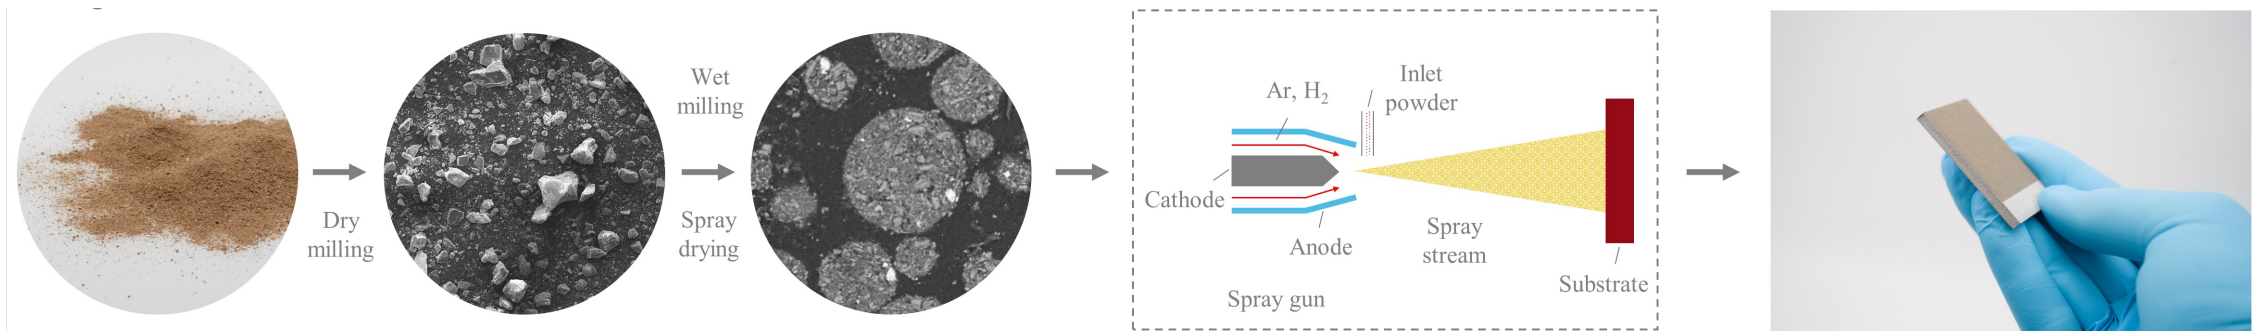 Dry
milling
Wet
milling
Spray
drying
Ar, H₂
Inlet
powder
Cathode
Anode
Spray
stream
Substrate
Spray gun